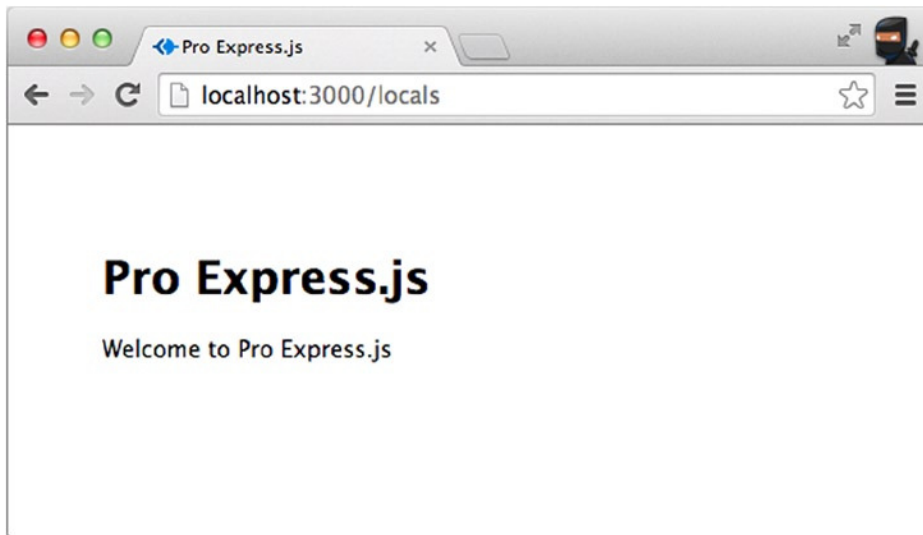 Pro Express.js
localhost:3000/locals
Pro Express.js
Welcome to Pro Express.js